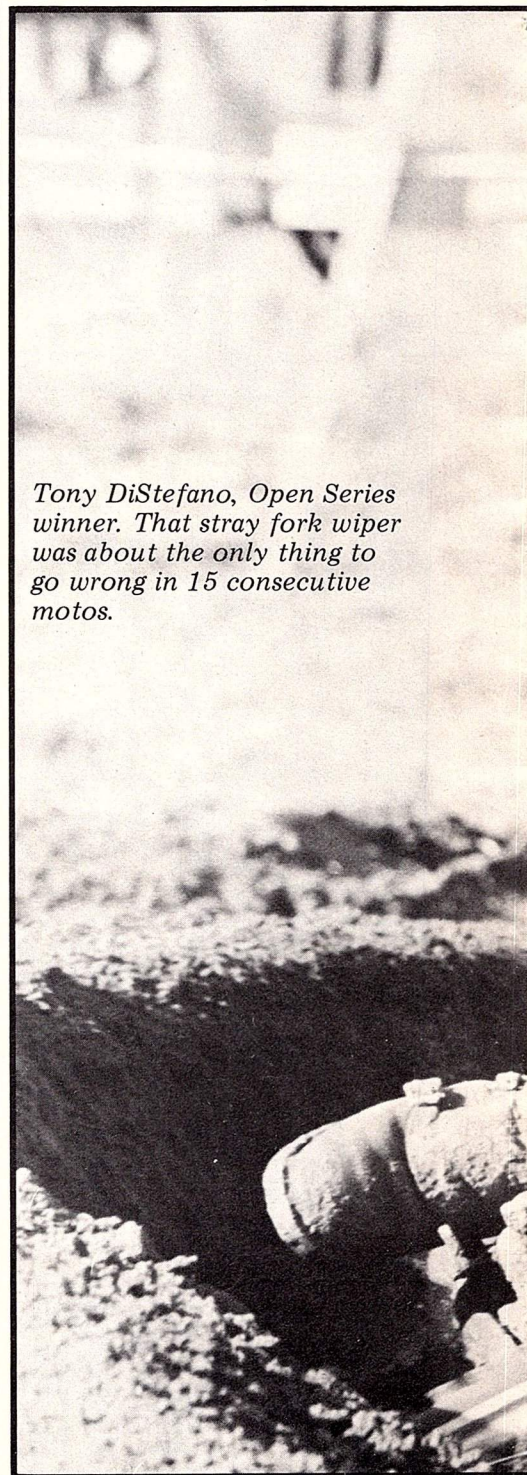 Tony DiStefano, Open Series
winner. That stray fork wiper
was about the only thing to
go wrong in 15 consecutive
motos.